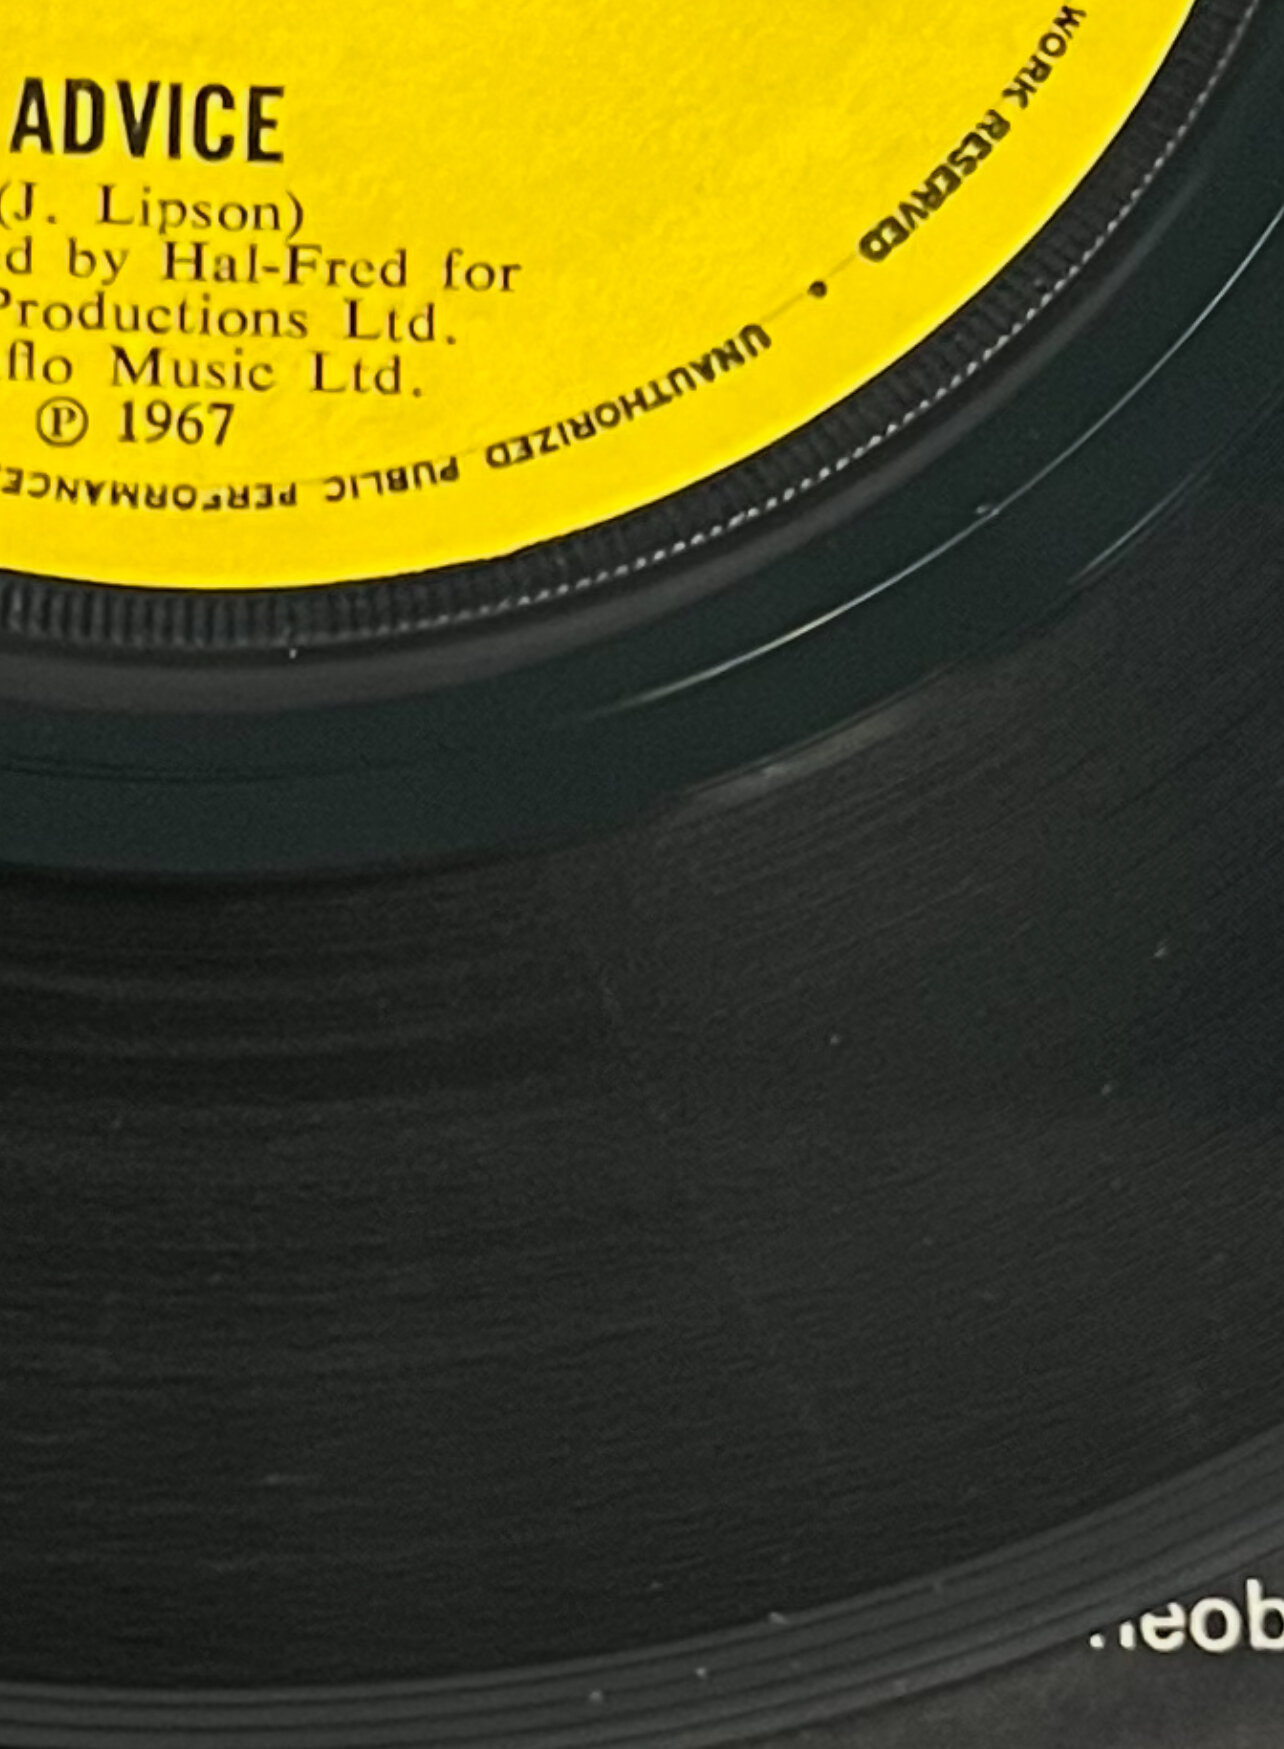 ADVICE
(J. Lipson)
d by Hal-Fred for
Productions Ltd.
flo Music Ltd.
℗ 1967
WORK RESERVED • UNAUTHORIZED PUBLIC PERFORMANCE